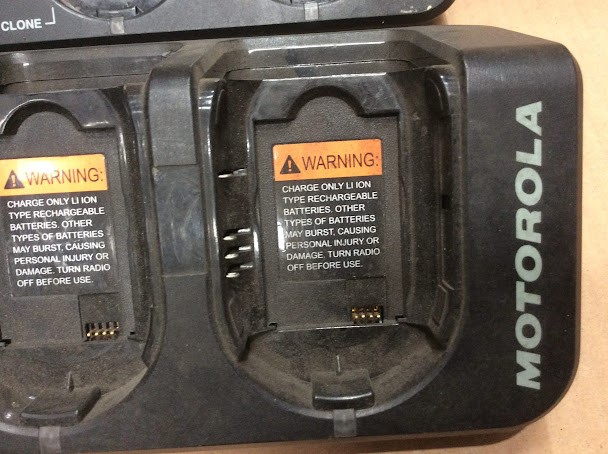 CLONE
WARNING:
CHARGE ONLY LI ION
TYPE RECHARGEABLE
BATTERIES. OTHER
TYPES OF BATTERIES
MAY BURST, CAUSING
PERSONAL INJURY OR
DAMAGE. TURN RADIO
OFF BEFORE USE.
WARNING:
CHARGE ONLY LI ION
TYPE RECHARGEABLE
BATTERIES. OTHER
TYPES OF BATTERIES
MAY BURST, CAUSING
PERSONAL INJURY OR
DAMAGE. TURN RADIO
OFF BEFORE USE.
MOTOROLA